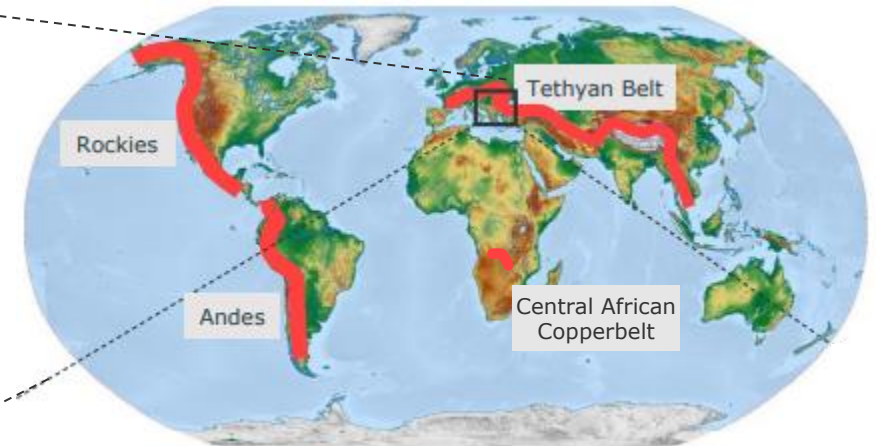 Tethyan Belt
Rockies
Andes
Central African
Copperbelt